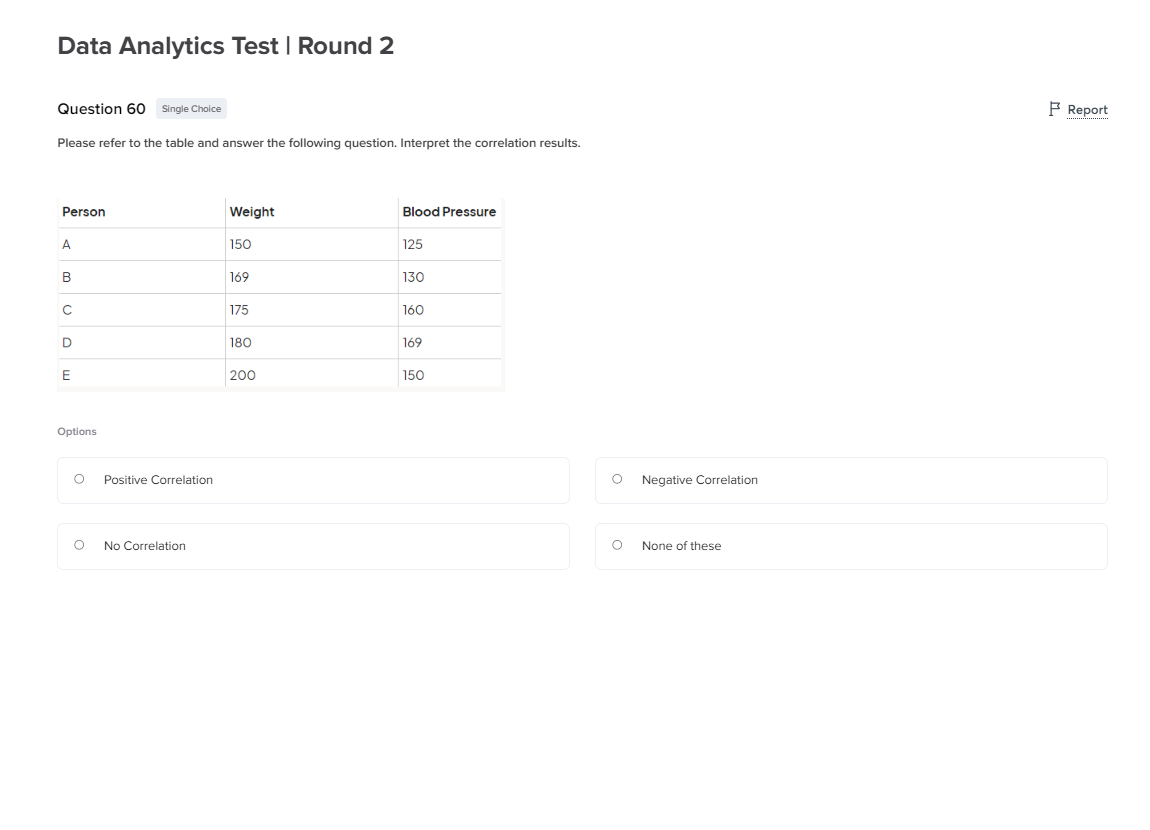 Data Analytics Test | Round 2
Question 60 Single Choice Report
Please refer to the table and answer the following question. Interpret the correlation results.
Person Weight Blood Pressure
A 150 125
B 169 130
C 175 160
D 180 169
E 200 150
Options
Positive Correlation Negative Correlation
No Correlation None of these